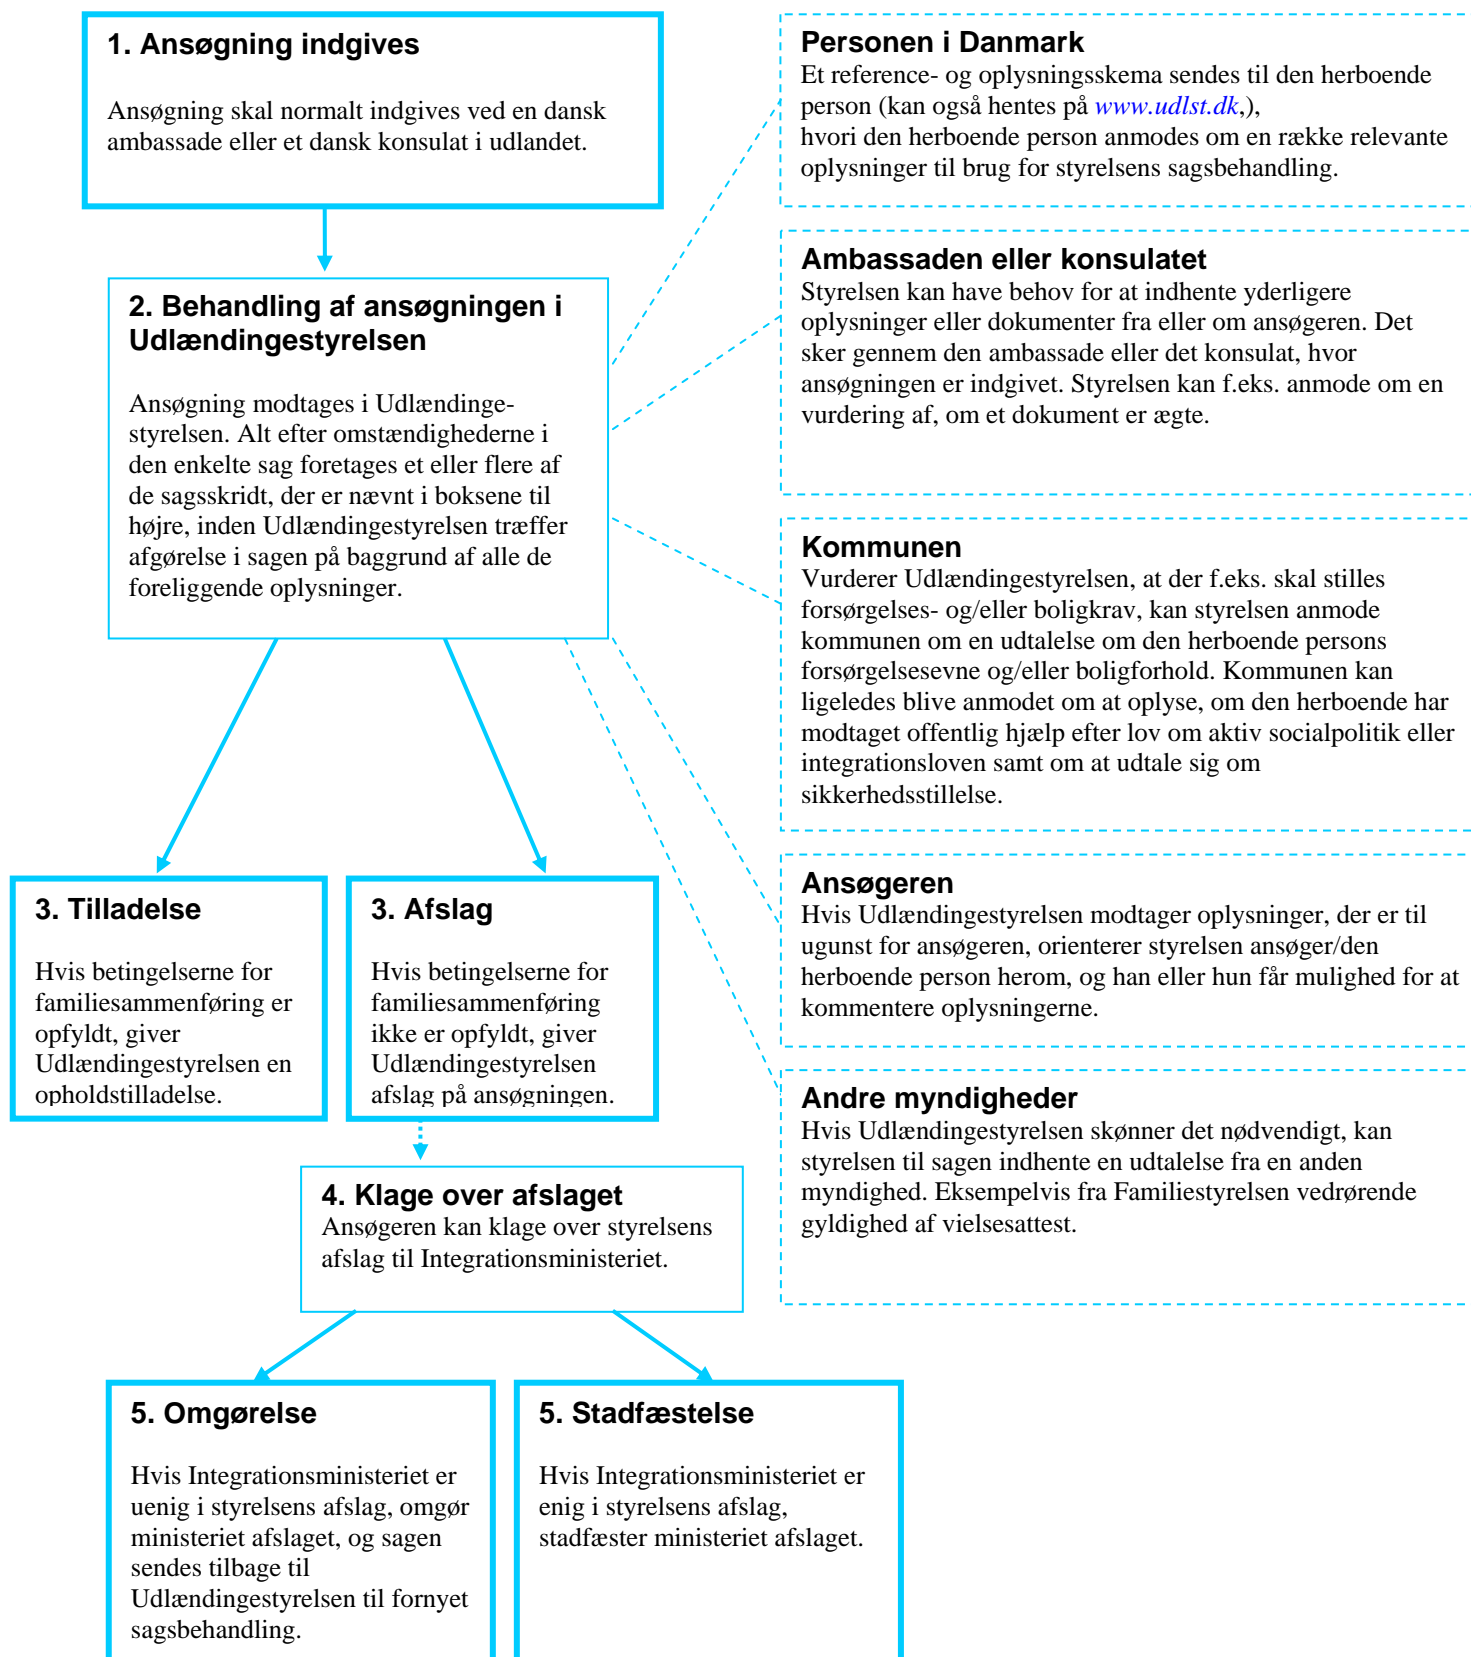 1. Ansøgning indgives
Ansøgning skal normalt indgives ved en dansk
ambassade eller et dansk konsulat i udlandet.
2. Behandling af ansøgningen i
Udlændingestyrelsen
Ansøgning modtages i Udlændinge-
styrelsen. Alt efter omstændighederne i
den enkelte sag foretages et eller flere af
de sagsskridt, der er nævnt i boksene til
højre, inden Udlændingestyrelsen træffer
afgørelse i sagen på baggrund af alle de
foreliggende oplysninger.
Personen i Danmark
Et reference- og oplysningsskema sendes til den herboende
person (kan også hentes på www.udlst.dk,),
hvori den herboende person anmodes om en række relevante
oplysninger til brug for styrelsens sagsbehandling.
Ambassaden eller konsulatet
Styrelsen kan have behov for at indhente yderligere
oplysninger eller dokumenter fra eller om ansøgeren. Det
sker gennem den ambassade eller det konsulat, hvor
ansøgningen er indgivet. Styrelsen kan f.eks. anmode om en
vurdering af, om et dokument er ægte.
Kommunen
Vurderer Udlændingestyrelsen, at der f.eks. skal stilles
forsørgelses- og/eller boligkrav, kan styrelsen anmode
kommunen om en udtalelse om den herboende persons
forsørgelsesevne og/eller boligforhold. Kommunen kan
ligeledes blive anmodet om at oplyse, om den herboende har
modtaget offentlig hjælp efter lov om aktiv socialpolitik eller
integrationsloven samt om at udtale sig om
sikkerhedsstillelse.
Ansøgeren
Hvis Udlændingestyrelsen modtager oplysninger, der er til
ugunst for ansøgeren, orienterer styrelsen ansøger/den
herboende person herom, og han eller hun får mulighed for at
kommentere oplysningerne.
Andre myndigheder
Hvis Udlændingestyrelsen skønner det nødvendigt, kan
styrelsen til sagen indhente en udtalelse fra en anden
myndighed. Eksempelvis fra Familiestyrelsen vedrørende
gyldighed af vielsesattest.
3. Tilladelse
Hvis betingelserne for
familiesammenføring er
opfyldt, giver
Udlændingestyrelsen en
opholdstilladelse.
3. Afslag
Hvis betingelserne for
familiesammenføring
ikke er opfyldt, giver
Udlændingestyrelsen
afslag på ansøgningen.
4. Klage over afslaget
Ansøgeren kan klage over styrelsens
afslag til Integrationsministeriet.
5. Omgørelse
Hvis Integrationsministeriet er
uenig i styrelsens afslag, omgør
ministeriet afslaget, og sagen
sendes tilbage til
Udlændingestyrelsen til fornyet
sagsbehandling.
5. Stadfæstelse
Hvis Integrationsministeriet er
enig i styrelsens afslag,
stadfæster ministeriet afslaget.